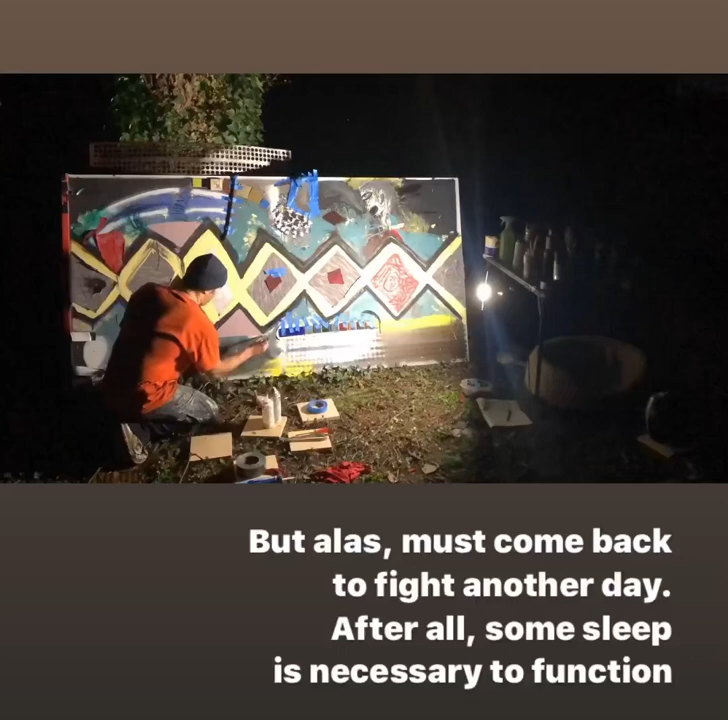 But alas, must come back
to fight another day.
After all, some sleep
is necessary to function